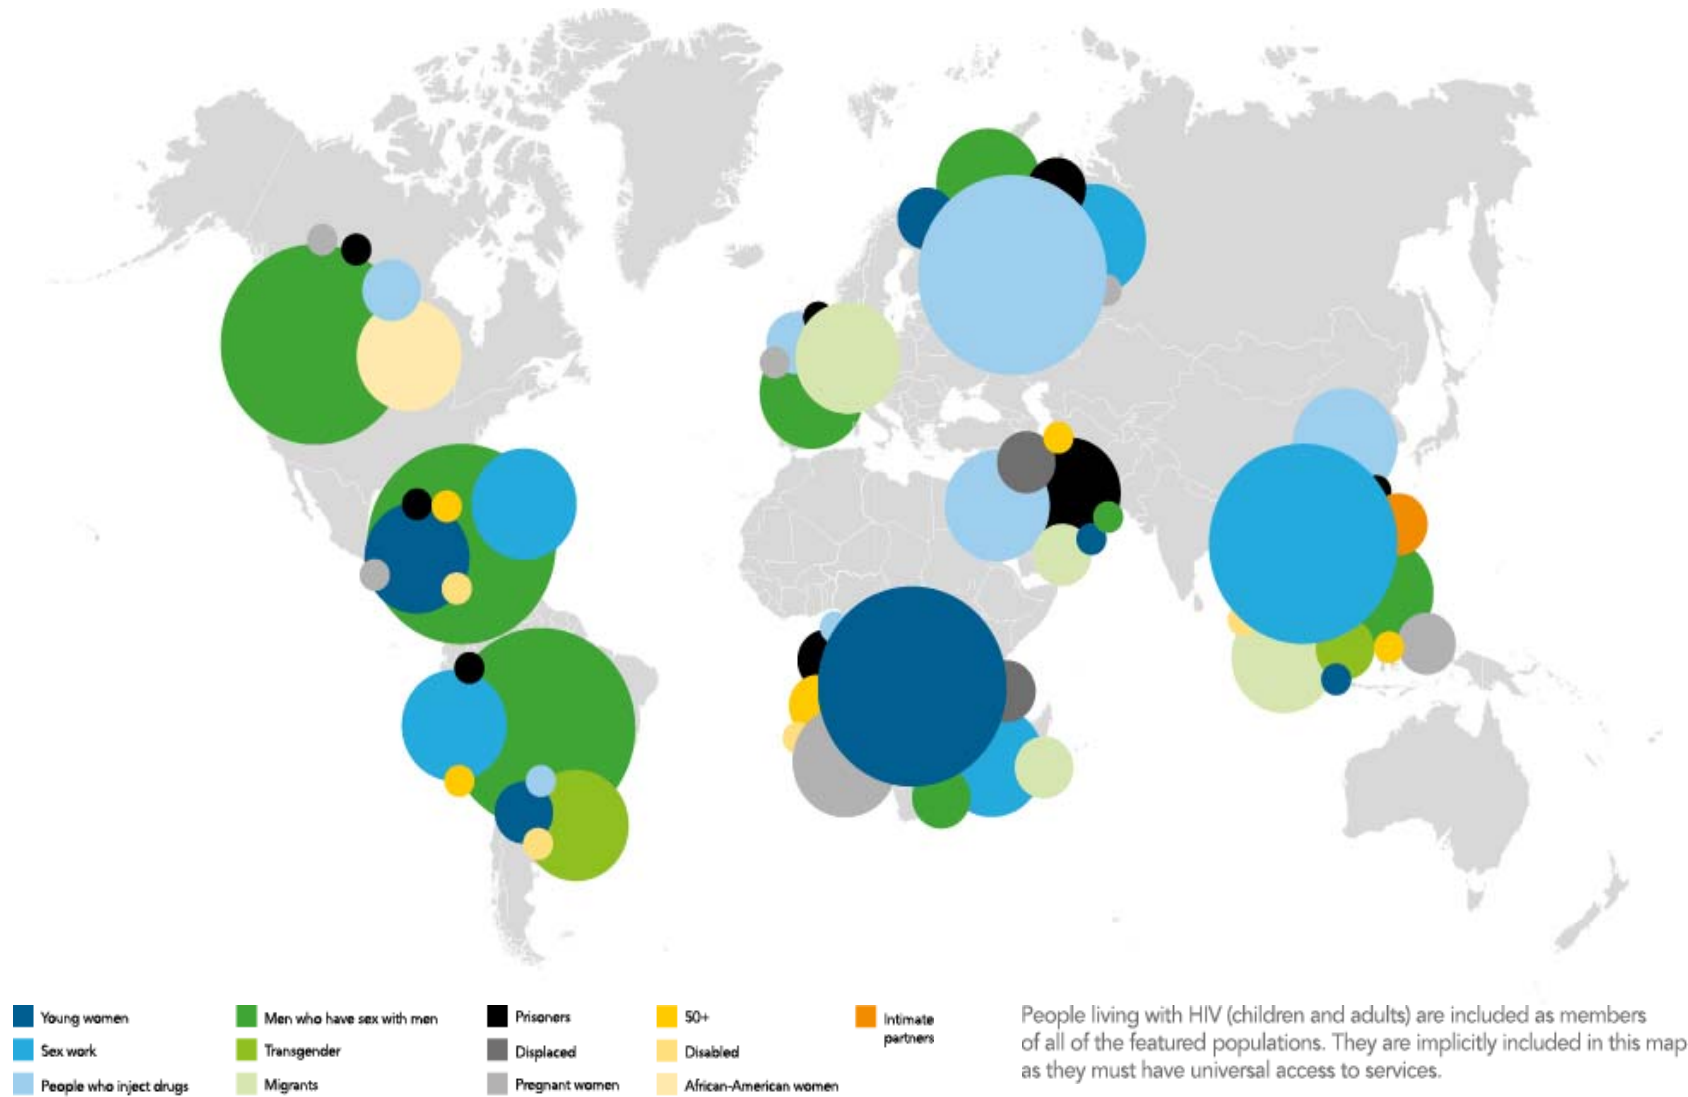 Young women
Men who have sex with men
Prisoners
50+
Intimate
partners
Sex work
Transgender
Displaced
Disabled
People who inject drugs
Migrants
Pregnant women
African-American women
People living with HIV (children and adults) are included as members
of all of the featured populations. They are implicitly included in this map
as they must have universal access to services.